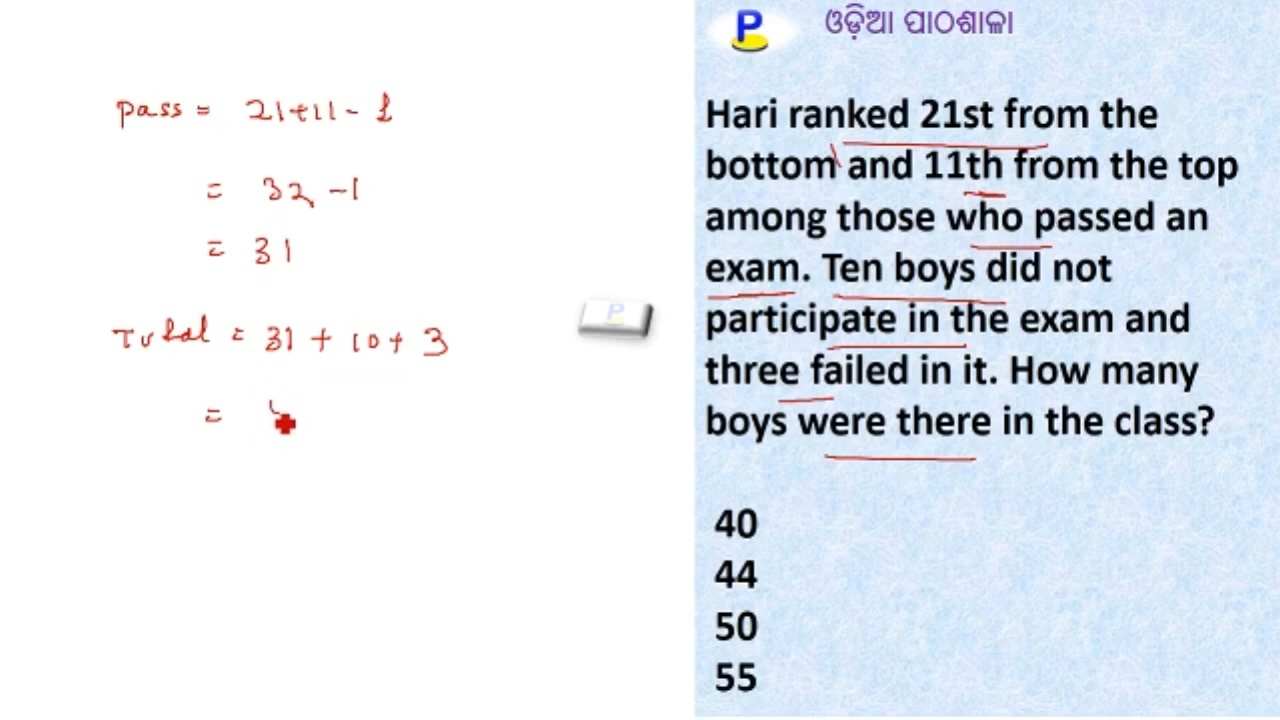 P ଓଡ଼ିଆ ପାଠଶାଳା
pass = 21+11-1
= 32-1
= 31
Total = 31 + 10+ 3
=
P
Hari ranked 21st from the
bottom and 11th from the top
among those who passed an
exam. Ten boys did not
participate in the exam and
three failed in it. How many
boys were there in the class?
40
44
50
55